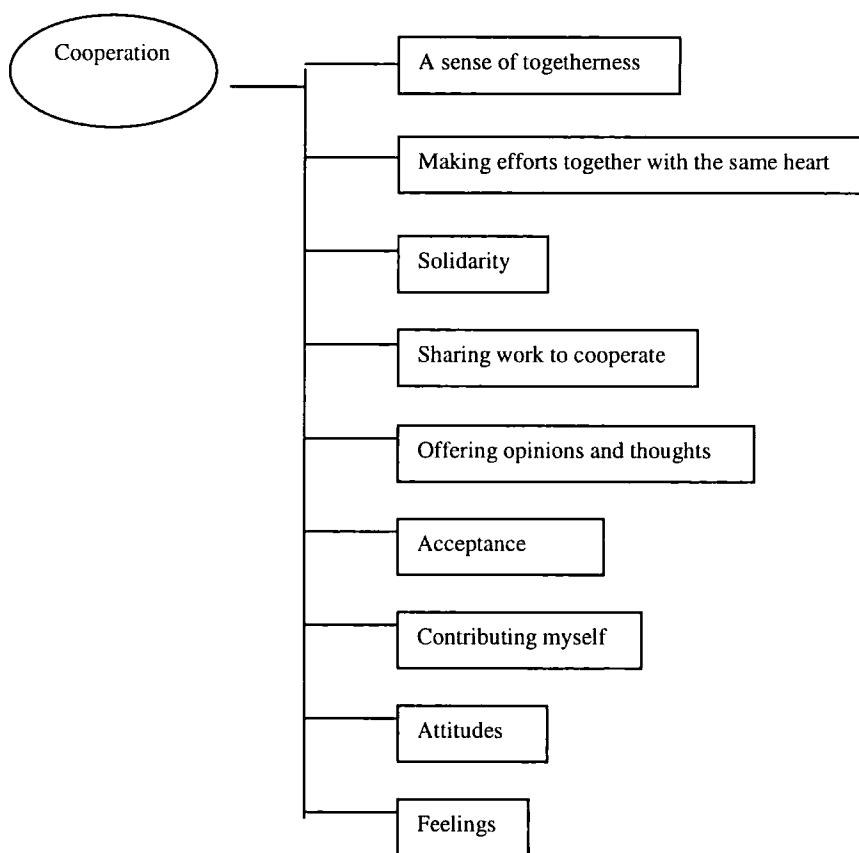 Cooperation
A sense of togetherness
Making efforts together with the same heart
Solidarity
Sharing work to cooperate
Offering opinions and thoughts
Acceptance
Contributing myself
Attitudes
Feelings